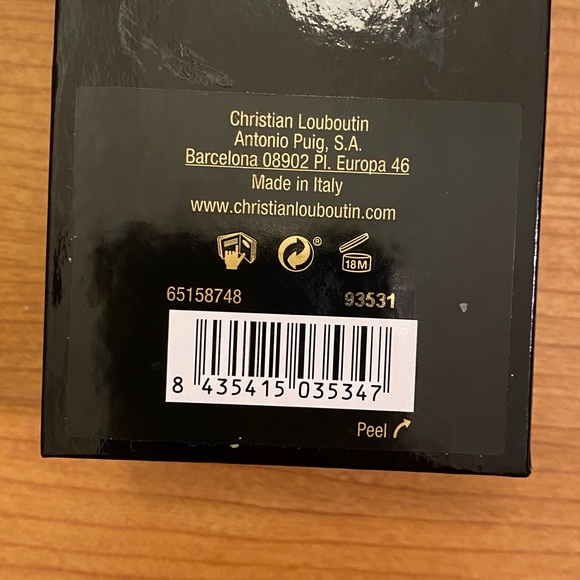 Christian Louboutin
Antonio Puig, S.A.
Barcelona 08902 Pl. Europa 46
Made in Italy
www.christianlouboutin.com
®
18M
65158748 93531
8 435415 035347
Peel